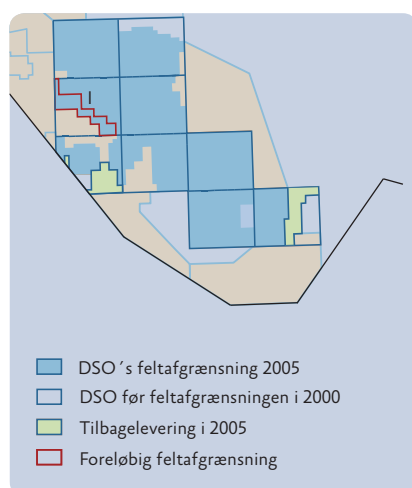 I
DSO´s feltafgrænsning 2005
DSO før feltafgrænsningen i 2000
Tilbagelevering i 2005
Foreløbig feltafgrænsning